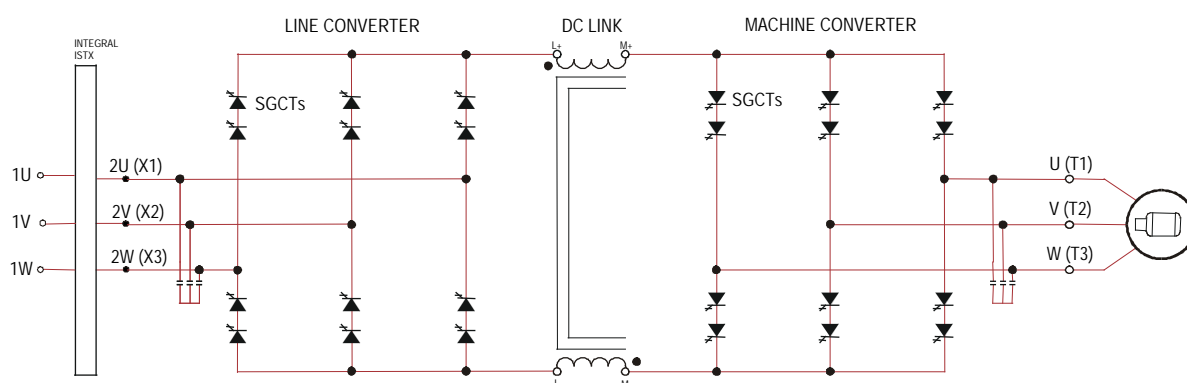 INTEGRAL
ISTX
LINE CONVERTER
DC LINK
MACHINE CONVERTER
L+
M+
SGCTs
SGCTs
1U
2U (X1)
U (T1)
1V
2V (X2)
V (T2)
1W
2W (X3)
W (T3)